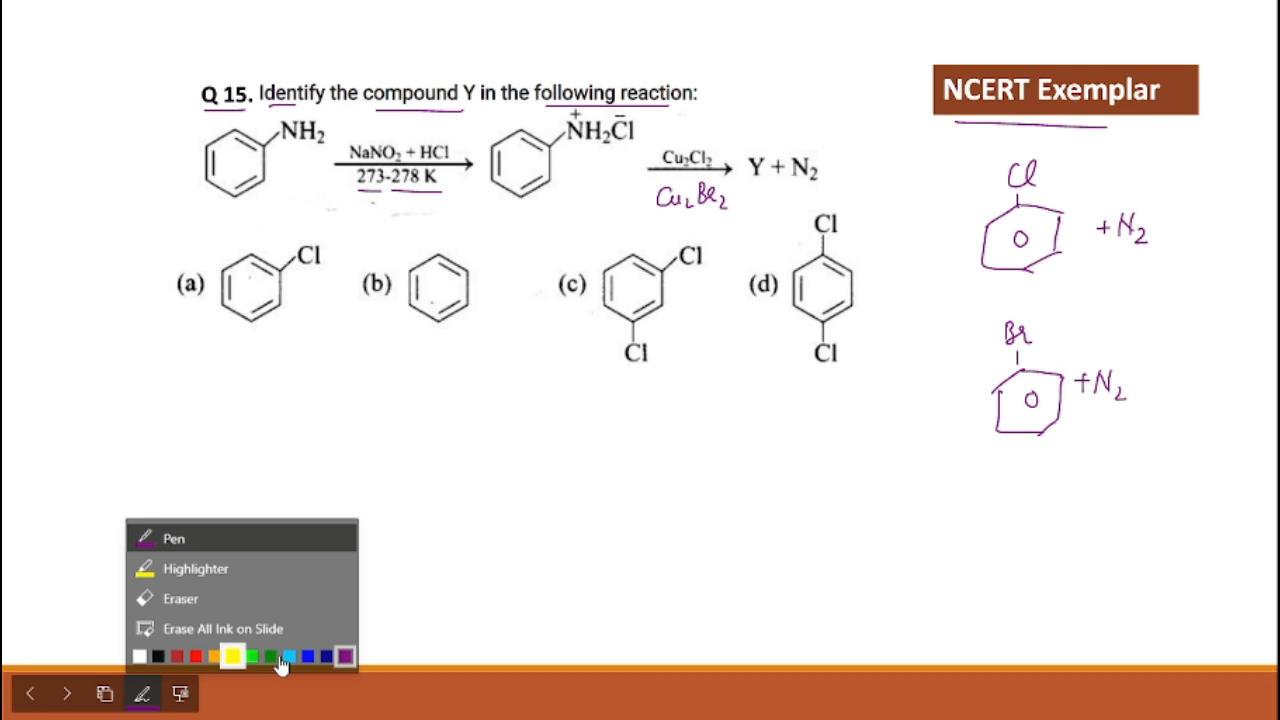 NCERT Exemplar
Q 15. Identify the compound Y in the following reaction:
NH₂
NaNO₂ + HCl
273-278 K
N⁺H₂Cl⁻
Cu₂Cl₂
Cu₂Br₂
Y + N₂
(a)
Cl
(b)
(c)
Cl
Cl
(d)
Cl
Cl
Cl
+ N₂
Br
+ N₂
Pen
Highlighter
Eraser
Erase All Ink on Slide